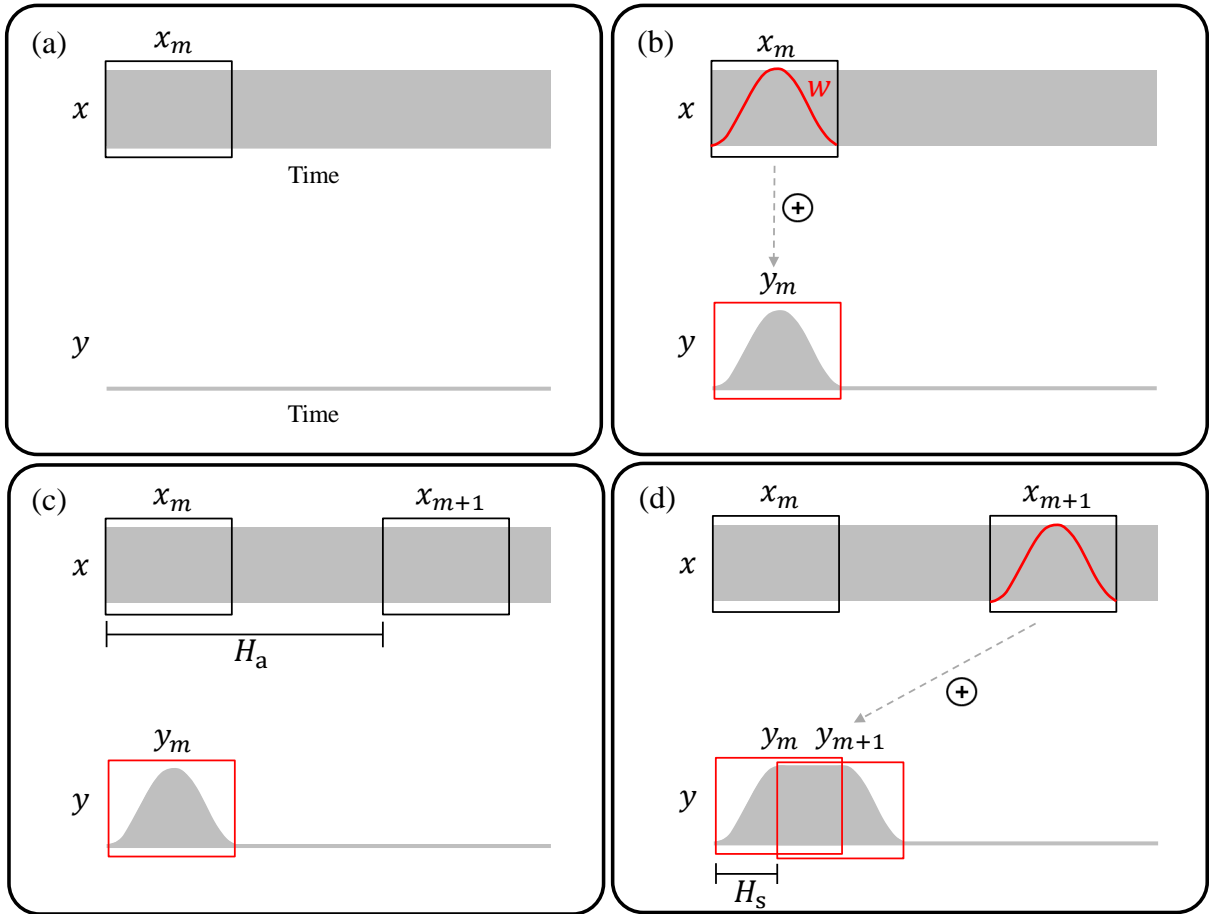 (a)
x_m
x
Time
y
Time
(b)
x_m
w
x
+
y_m
y
(c)
x_m x_{m+1}
x
H_a
y_m
y
(d)
x_m x_{m+1}
x
+
y_m y_{m+1}
y
H_s